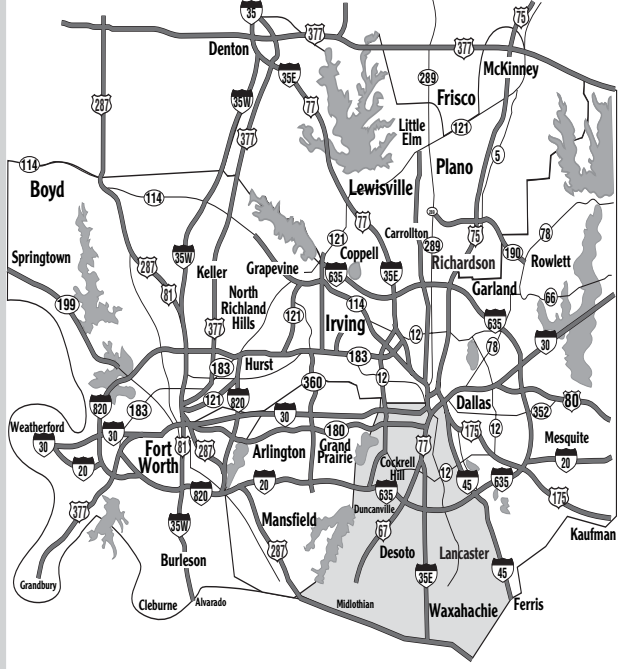 35
75
377
377
Denton
McKinney
35E
289
35W
Frisco
287
77
Little
Elm
121
377
5
Plano
114
Boyd
114
Lewisville
77
Carrollton
121
289
75
78
Springtown
35W
Coppell
Richardson
190
Rowlett
287
Keller
Grapevine
635
35E
Garland
81
North
Richland
Hills
114
66
199
121
Irving
635
377
12
78
30
183
Hurst
183
820
183
121
820
360
12
80
30
Dallas
352
Weatherford
30
30
180
175
12
Mesquite
Fort
Worth
81
287
Arlington
Grand
Prairie
77
20
20
Cockrell
Hill
12
820
20
635
45
635
175
377
35W
Mansfield
Duncanville
67
Kaufman
287
Desoto
Lancaster
Burleson
35E
45
Grandbury
Cleburne
Alvarado
Midlothian
Waxahachie
Ferris